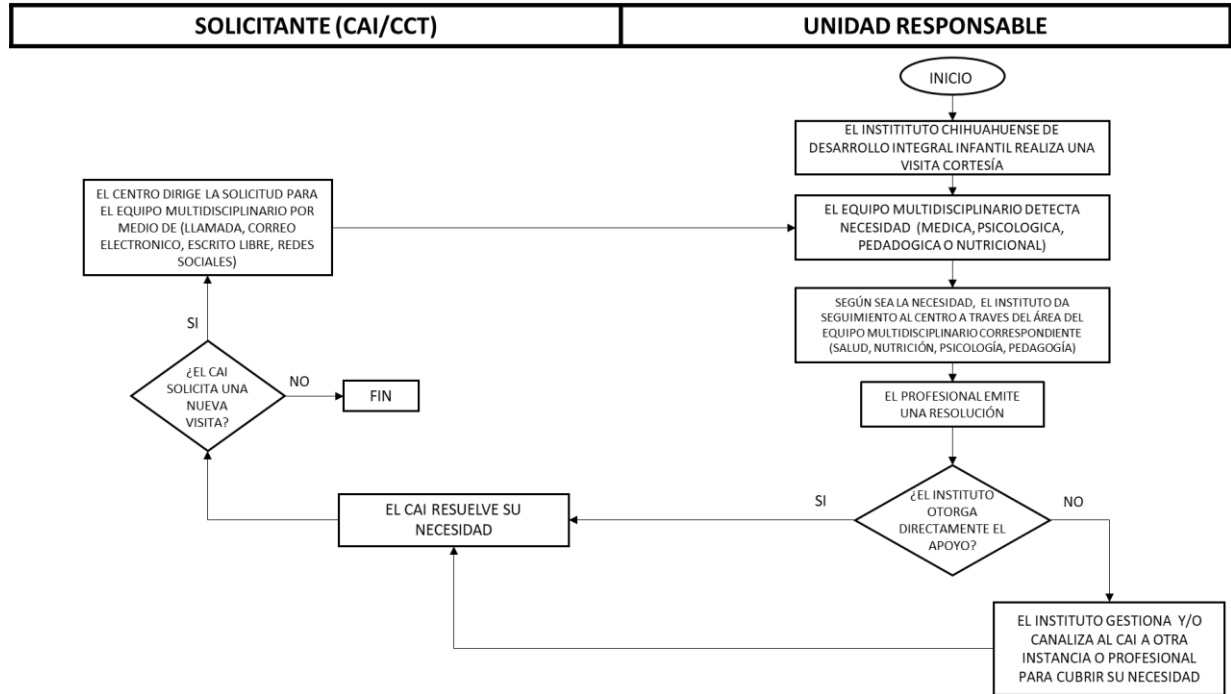 SOLICITANTE (CAI/CCT)
UNIDAD RESPONSABLE
INICIO
EL INSTITITUTO CHIHUAHUENSE DE
DESARROLLO INTEGRAL INFANTIL REALIZA UNA
VISITA CORTESÍA
EL CENTRO DIRIGE LA SOLICITUD PARA
EL EQUIPO MULTIDISCIPLINARIO POR
MEDIO DE (LLAMADA, CORREO
ELECTRONICO, ESCRITO LIBRE, REDES
SOCIALES)
EL EQUIPO MULTIDISCIPLINARIO DETECTA
NECESIDAD (MEDICA, PSICOLOGICA,
PEDADOGICA O NUTRICIONAL)
SEGÚN SEA LA NECESIDAD, EL INSTITUTO DA
SEGUIMIENTO AL CENTRO A TRAVES DEL ÁREA DEL
EQUIPO MULTIDISCIPLINARIO CORRESPONDIENTE
(SALUD, NUTRICIÓN, PSICOLOGÍA, PEDAGOGÍA)
SI
¿EL CAI
SOLICITA UNA
NUEVA
VISITA?
NO
FIN
EL PROFESIONAL EMITE
UNA RESOLUCIÓN
¿EL INSTITUTO
OTORGA
DIRECTAMENTE EL
APOYO?
SI
NO
EL CAI RESUELVE SU
NECESIDAD
EL INSTITUTO GESTIONA Y/O
CANALIZA AL CAI A OTRA
INSTANCIA O PROFESIONAL
PARA CUBRIR SU NECESIDAD